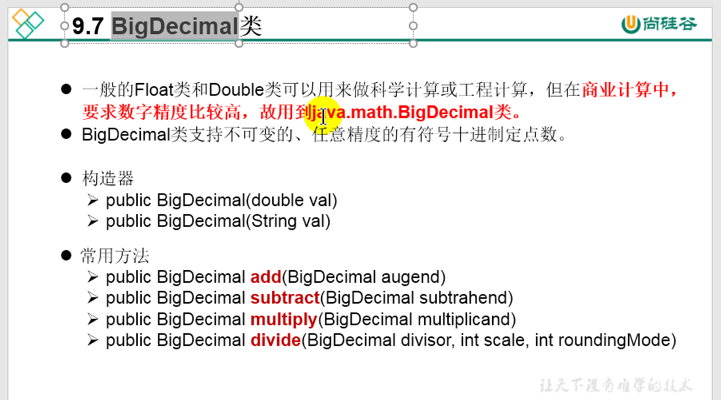 9.7 BigDecimal类
尚硅谷
一般的Float类和Double类可以用来做科学计算或工程计算，但在商业计算中，
要求数字精度比较高，故用到java.math.BigDecimal类。
BigDecimal类支持不可变的、任意精度的有符号十进制定点数。
构造器
public BigDecimal(double val)
public BigDecimal(String val)
常用方法
public BigDecimal add(BigDecimal augend)
public BigDecimal subtract(BigDecimal subtrahend)
public BigDecimal multiply(BigDecimal multiplicand)
public BigDecimal divide(BigDecimal divisor, int scale, int roundingMode)
让天下没有难学的技术